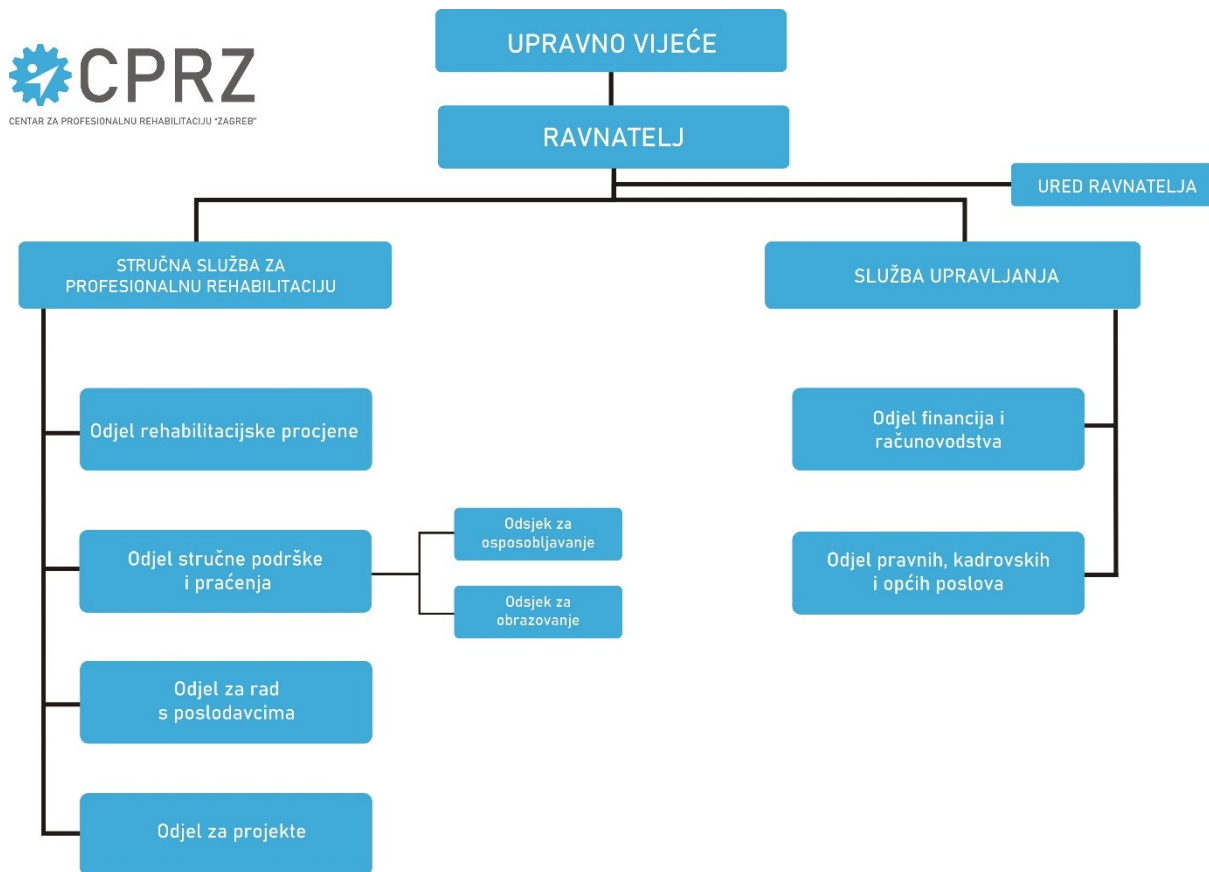 CPRZ
CENTAR ZA PROFESIONALNU REHABILITACIJU "ZAGREB"
UPRAVNO VIJEĆE
RAVNATELJ
URED RAVNATELJA
STRUČNA SLUŽBA ZA
PROFESIONALNU REHABILITACIJU
SLUŽBA UPRAVLJANJA
Odjel rehabilitacijske procjene
Odjel stručne podrške
i praćenja
Odsjek za
osposobljavanje
Odsjek za
obrazovanje
Odjel za rad
s poslodavcima
Odjel za projekte
Odjel financija i
računovodstva
Odjel pravnih, kadrovskih
i općih poslova